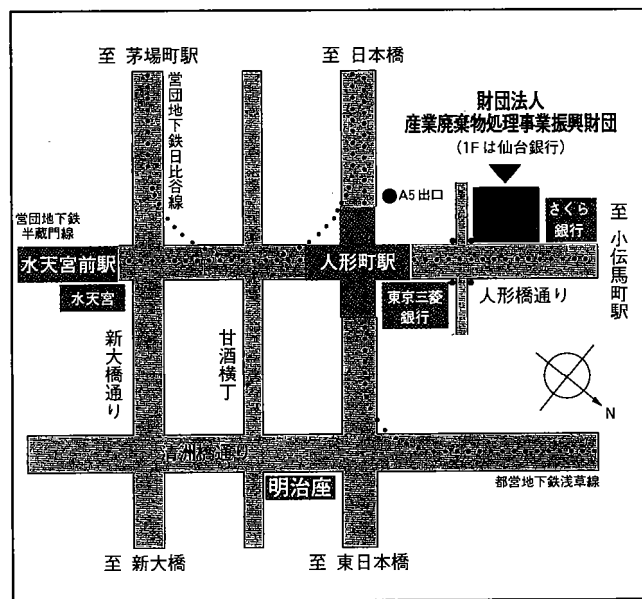 至 茅場町駅
至 日本橋
営団地下鉄日比谷線
財団法人
産業廃棄物処理事業振興財団
(1Fは仙台銀行)
A5出口
さくら
銀行
至 小伝馬町駅
営団地下鉄
半蔵門線
水天宮前駅
人形町駅
水天宮
東京三菱
銀行
人形橋通り
新大橋通り
甘酒横丁
N
清洲橋通り
明治座
都営地下鉄浅草線
至 新大橋
至 東日本橋